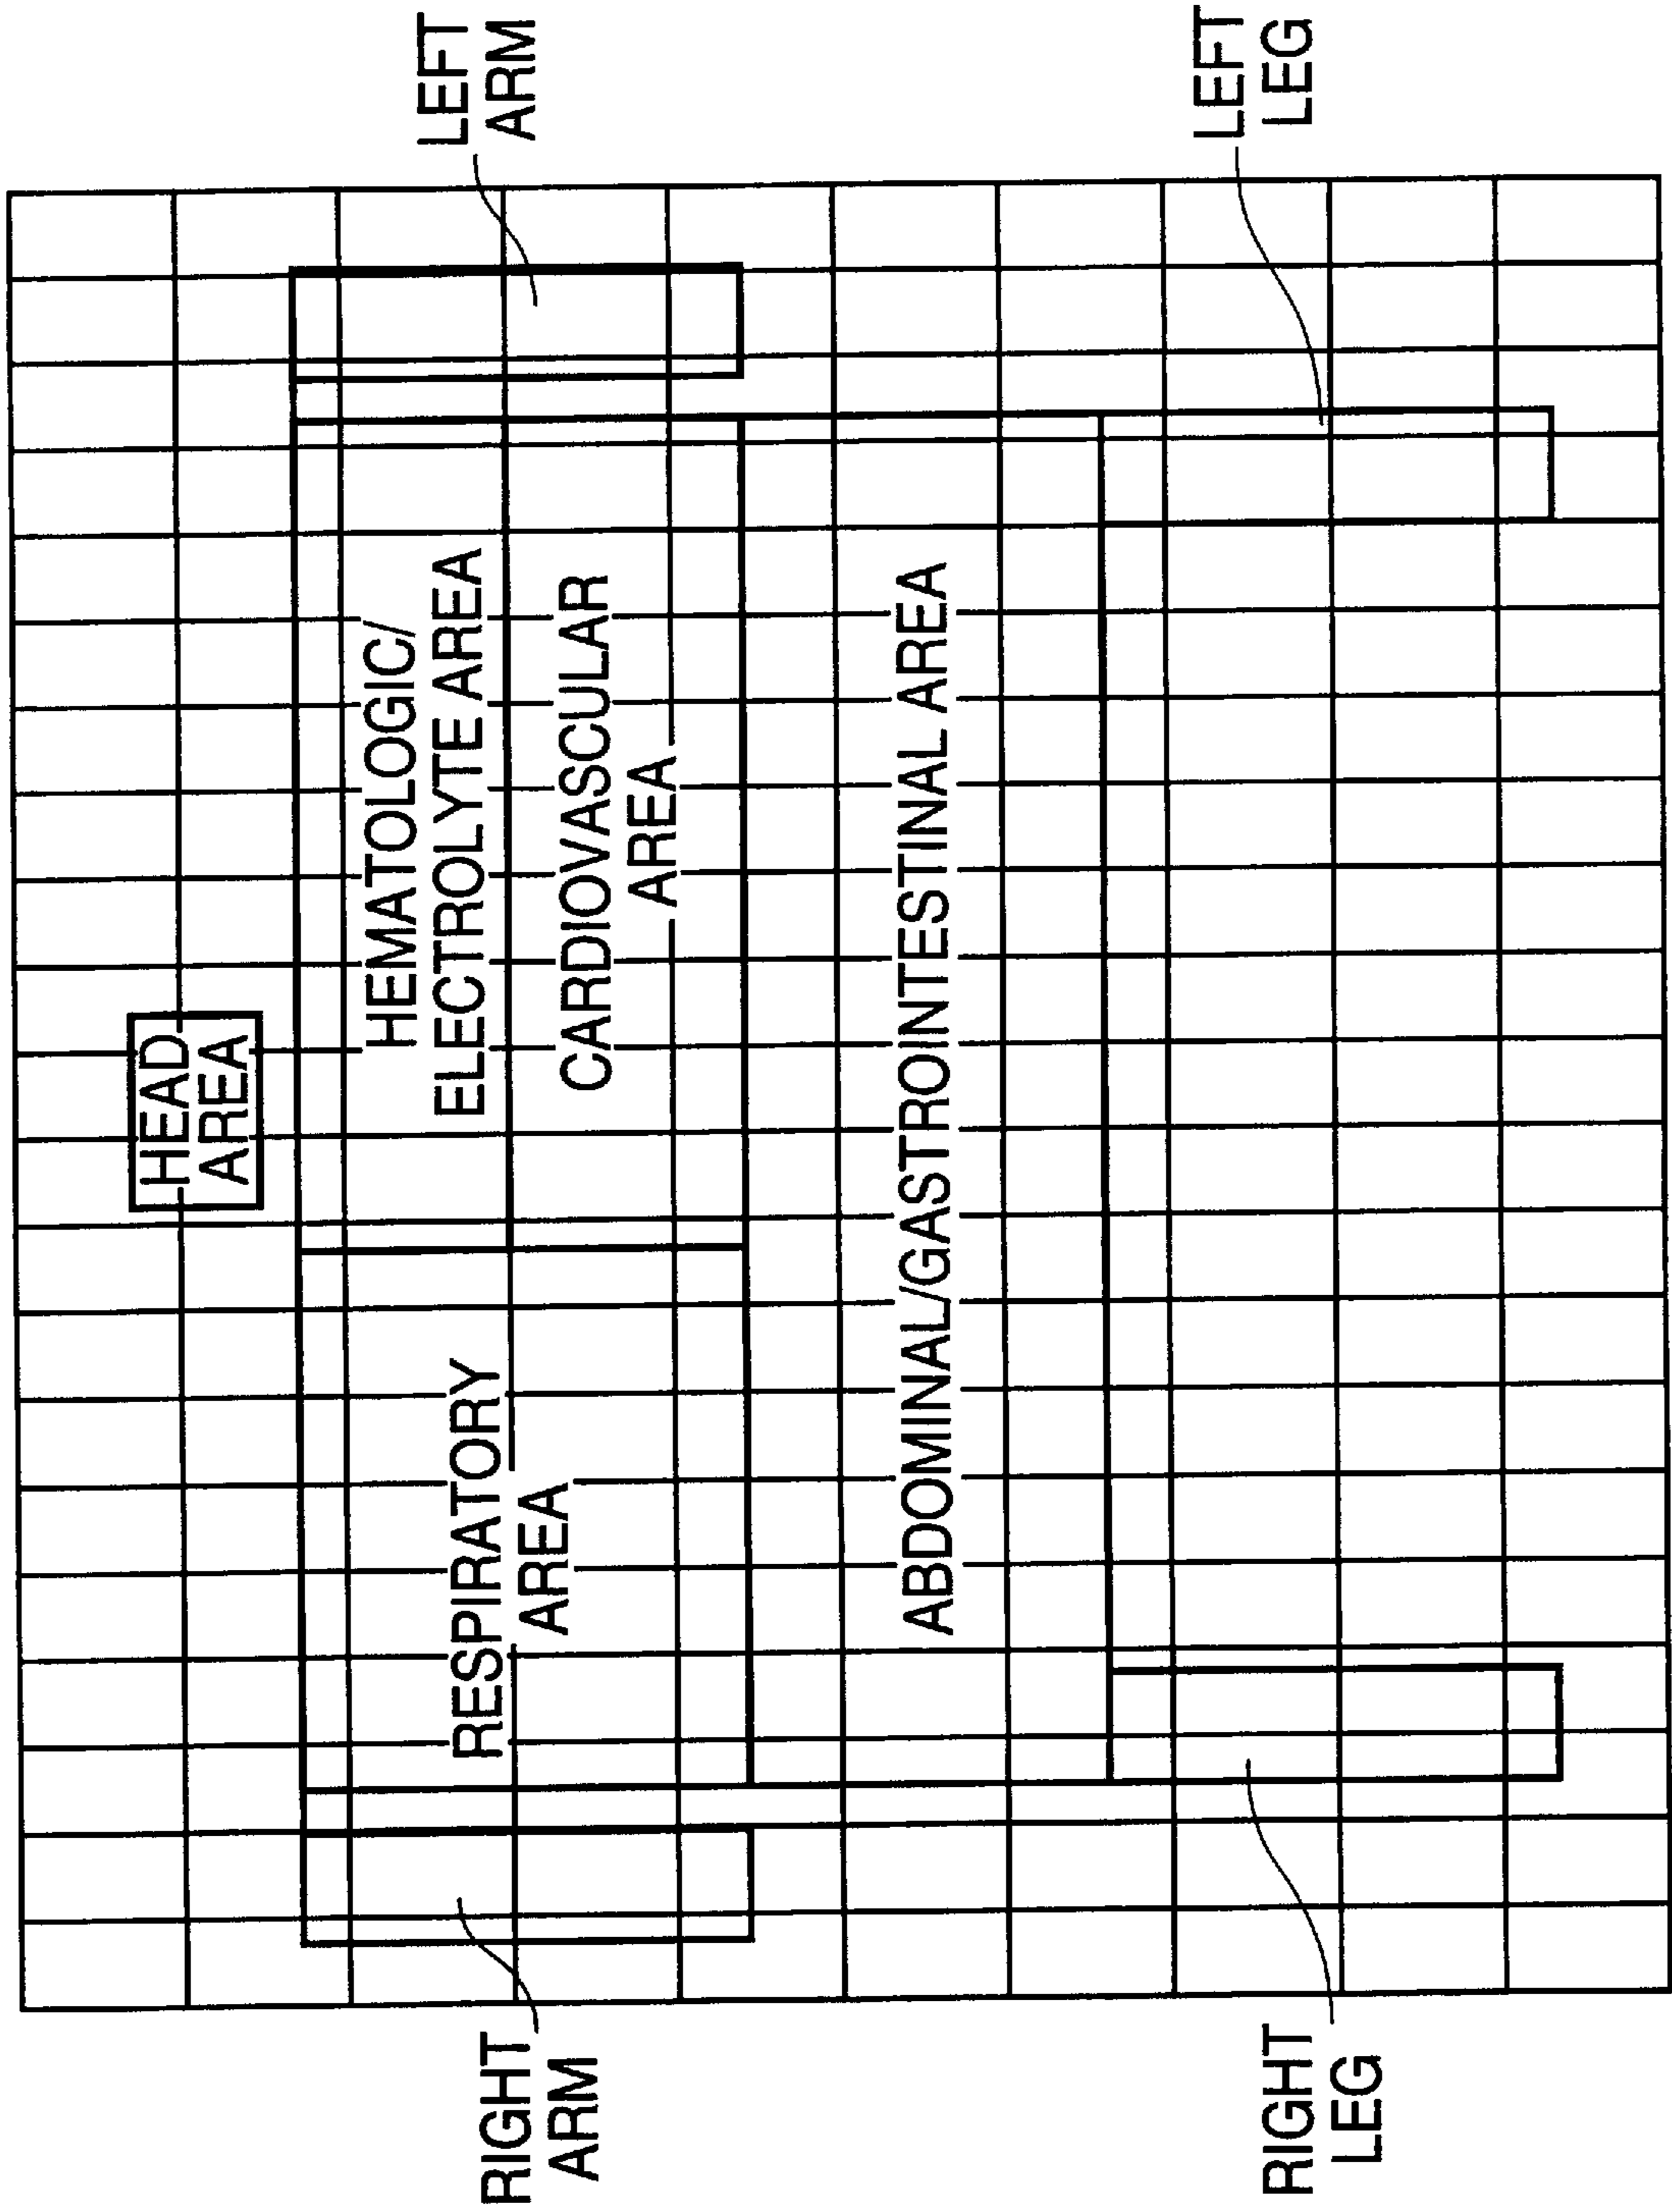 HEAD
AREA
RIGHT
ARM
RESPIRATORY
AREA
HEMATOLOGIC/
ELECTROLYTE AREA
CARDIOVASCULAR
AREA
LEFT
ARM
ABDOMINAL/GASTROINTESTINAL AREA
RIGHT
LEG
LEFT
LEG